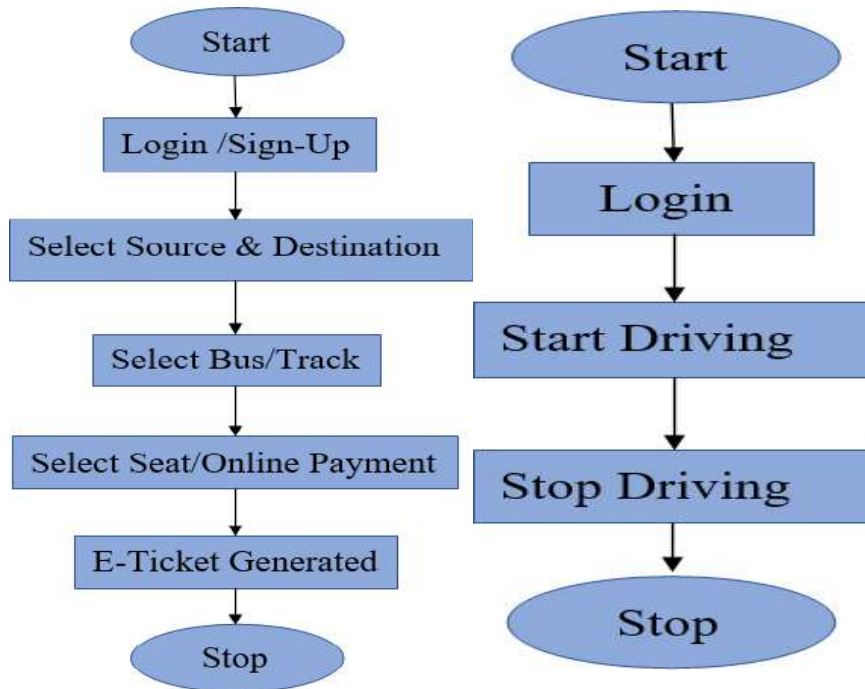 Start
Login /Sign-Up
Select Source & Destination
Select Bus/Track
Select Seat/Online Payment
E-Ticket Generated
Stop
Start
Login
Start Driving
Stop Driving
Stop